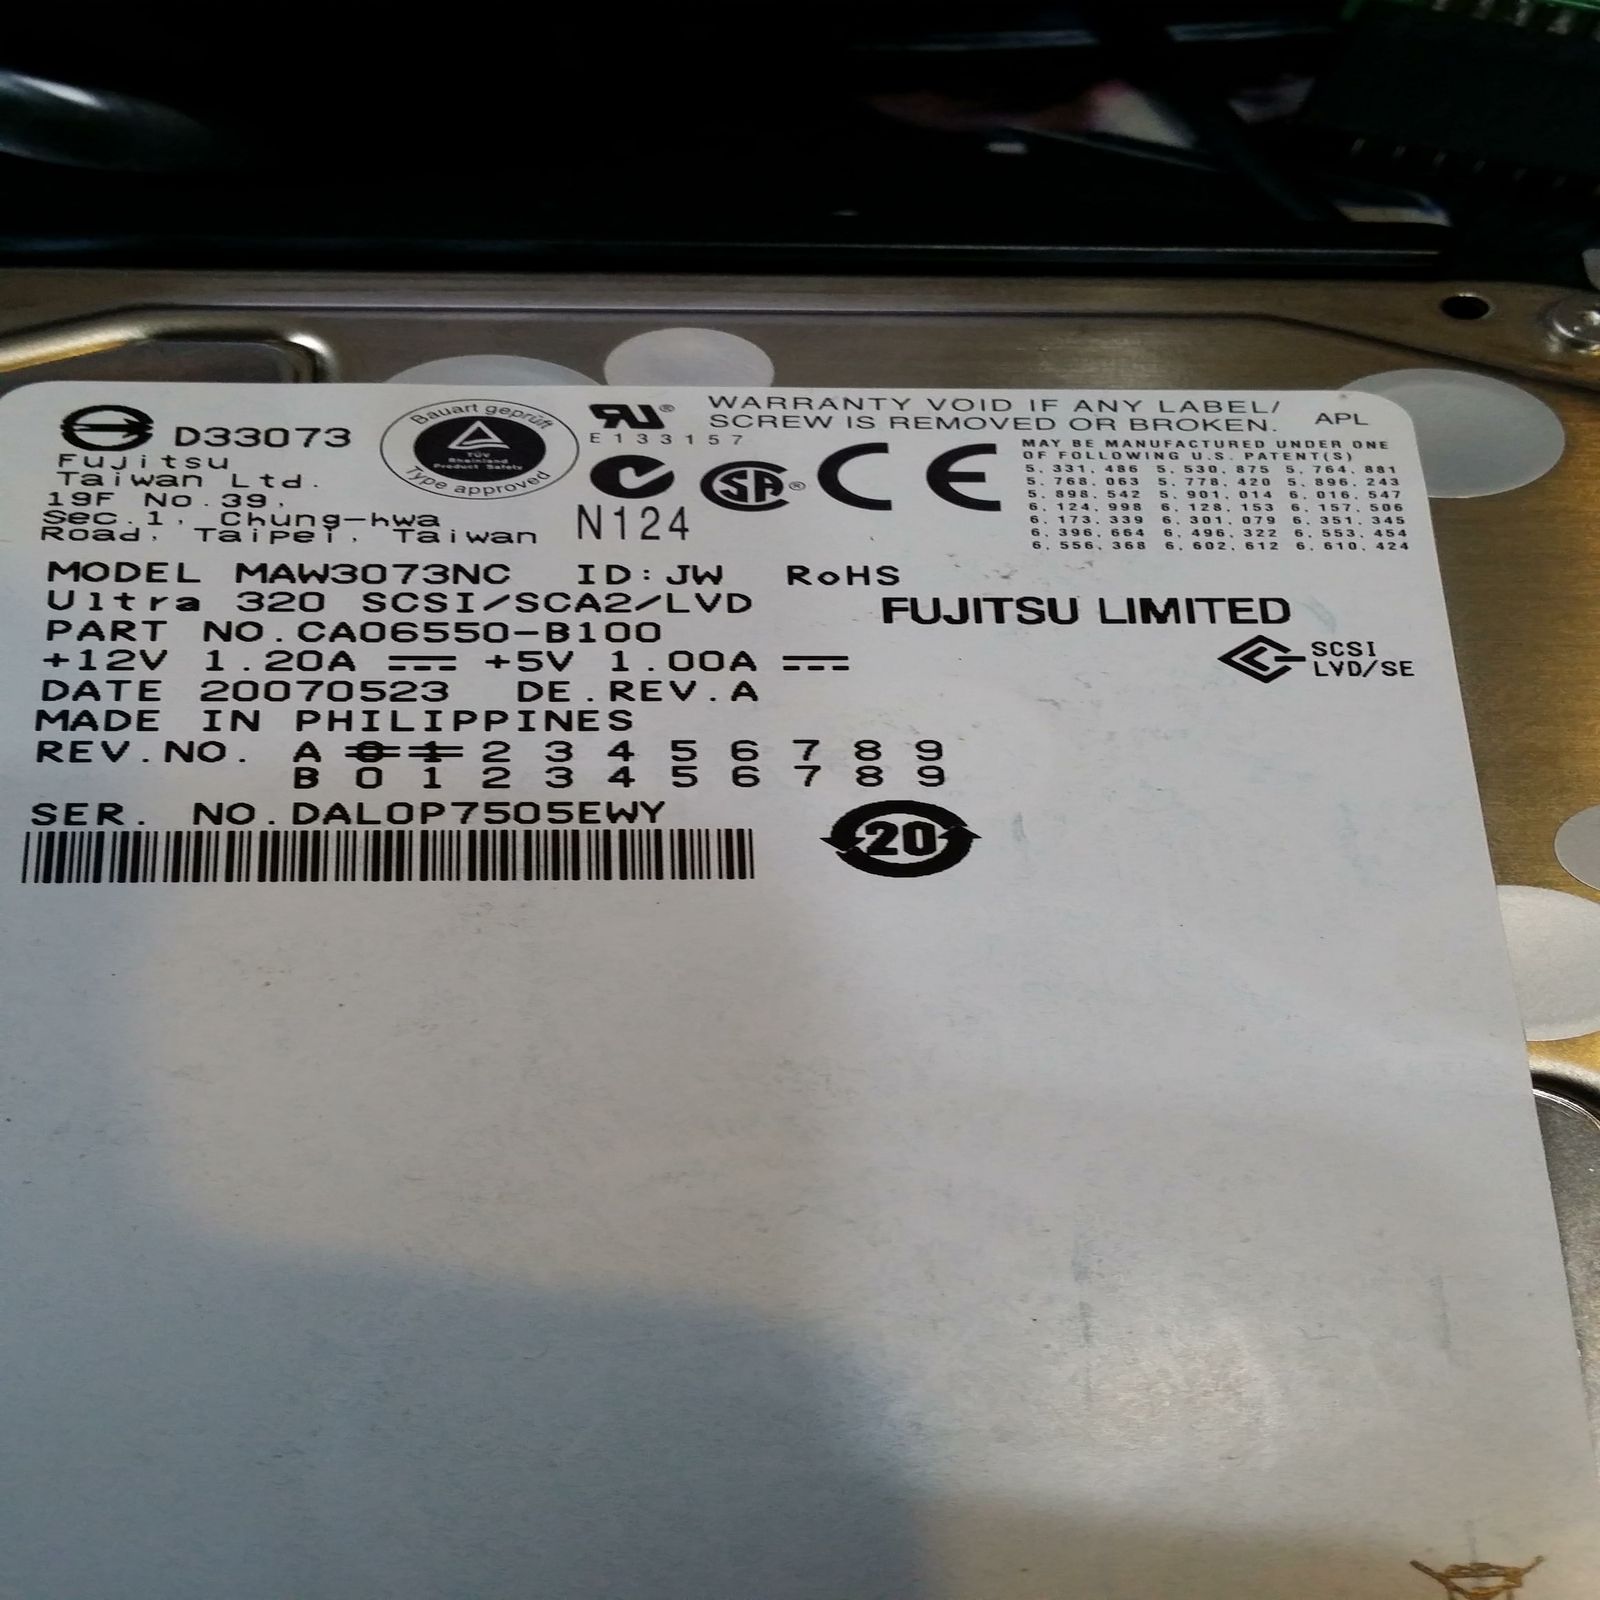 D33073
Fujitsu
Taiwan Ltd.
19F No.39,
Sec.1, Chung-hwa
Road, Taipei, Taiwan
Bauart geprüft
TÜV
Rheinland
Product Safety
Type approved
RU®
E133157
N124
SA®
CE
WARRANTY VOID IF ANY LABEL/
SCREW IS REMOVED OR BROKEN.
APL
MAY BE MANUFACTURED UNDER ONE
OF FOLLOWING U.S. PATENT(S)
5,331,486 5,530,875 5,764,881
5,768,063 5,778,420 5,896,243
5,898,542 5,901,014 6,016,547
6,124,998 6,128,153 6,157,506
6,173,339 6,301,079 6,351,345
6,396,664 6,496,322 6,553,454
6,556,368 6,602,612 6,610,424
MODEL MAW3073NC ID:JW RoHS
Ultra 320 SCSI/SCA2/LVD
FUJITSU LIMITED
PART NO.CA06550-B100
SCSI
LVD/SE
+12V 1.20A +5V 1.00A
DATE 20070523 DE.REV.A
MADE IN PHILIPPINES
REV.NO. A 0 1 2 3 4 5 6 7 8 9
B 0 1 2 3 4 5 6 7 8 9
SER. NO.DAL0P7505EWY
20